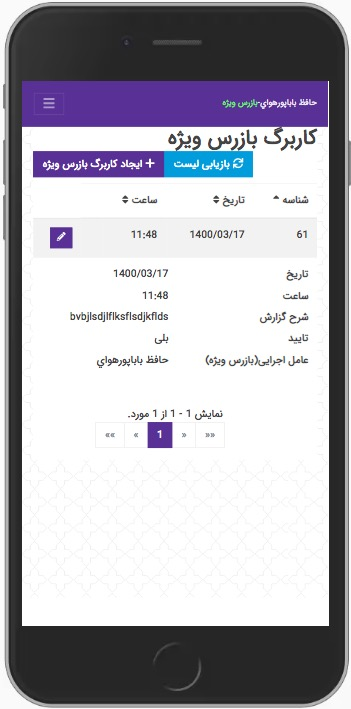 حافظ باباپورهواي-بازرس ویژه
کاربرگ بازرس ویژه
بازیابی لیست
+ ایجاد کاربرگ بازرس ویژه
شناسه تاریخ ساعت
61 1400/03/17 11:48
تاریخ 1400/03/17
ساعت 11:48
شرح گزارش bvbjlsdjlflksflsdjkflds
تایید بلی
عامل اجرایی(بازرس ویژه) حافظ باباپورهواي
نمایش 1 - 1 از 1 مورد.
«« « 1 » »»